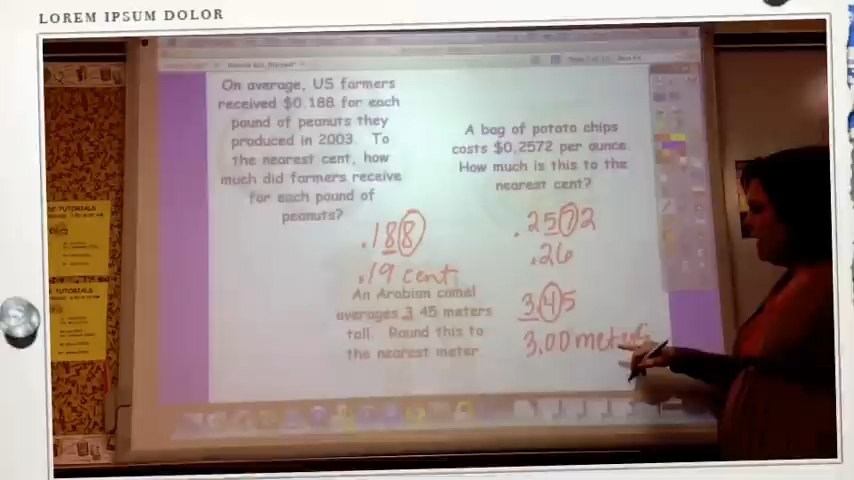 LOREM IPSUM DOLOR
On average, US farmers
received $0.188 for each
pound of peanuts they
produced in 2003. To
the nearest cent, how
much did farmers receive
for each pound of
peanuts?
.188
.19 cent
A bag of potato chips
costs $0.2572 per ounce.
How much is this to the
nearest cent?
.2572
.26
An Arabian camel
averages 3.45 meters
tall. Round this to
the nearest meter
3.45
3.00 meters
TUTORIALS
TUTORIALS